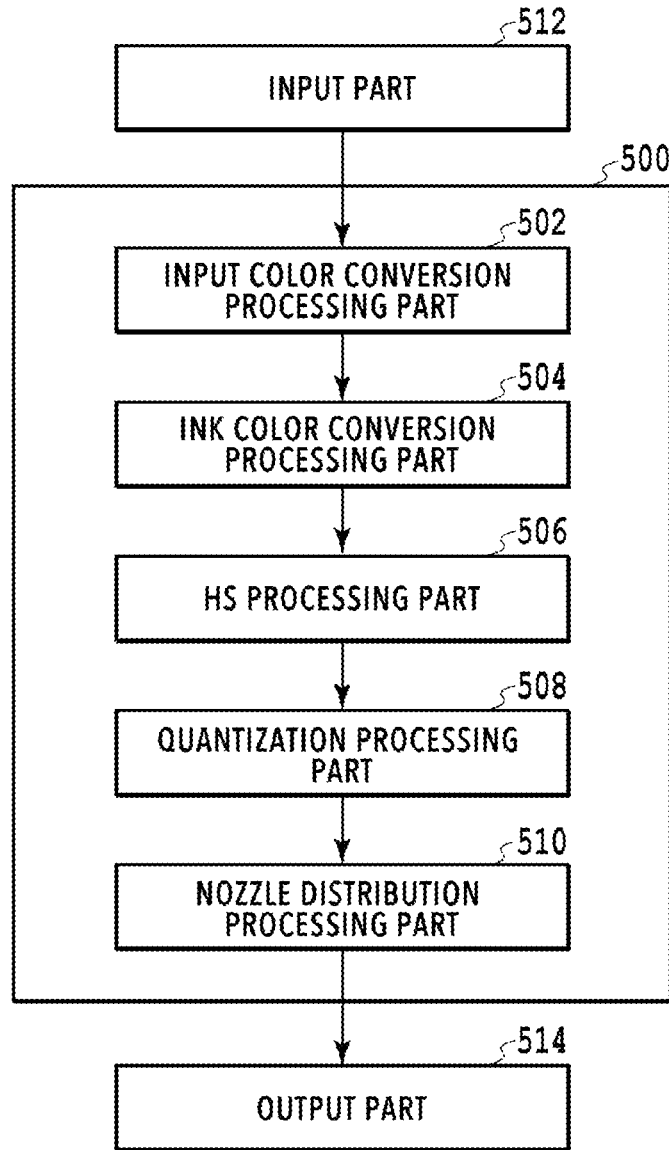 512
INPUT PART
500
502
INPUT COLOR CONVERSION
PROCESSING PART
504
INK COLOR CONVERSION
PROCESSING PART
506
HS PROCESSING PART
508
QUANTIZATION PROCESSING
PART
510
NOZZLE DISTRIBUTION
PROCESSING PART
514
OUTPUT PART